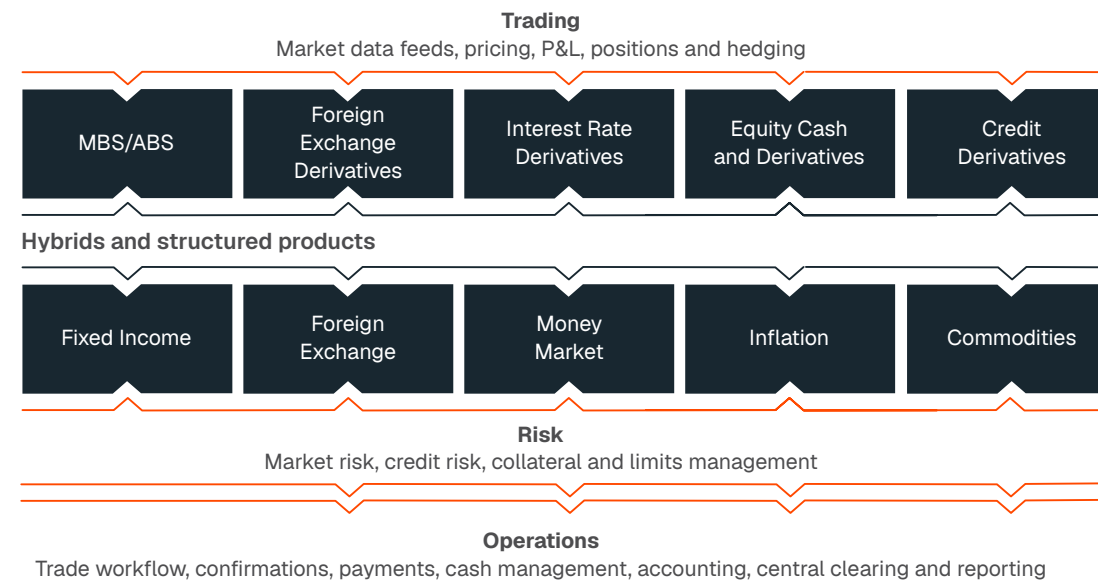 Trading
Market data feeds, pricing, P&L, positions and hedging
MBS/ABS
Foreign
Exchange
Derivatives
Interest Rate
Derivatives
Equity Cash
and Derivatives
Credit
Derivatives
Hybrids and structured products
Fixed Income
Foreign
Exchange
Money
Market
Inflation
Commodities
Risk
Market risk, credit risk, collateral and limits management
Operations
Trade workflow, confirmations, payments, cash management, accounting, central clearing and reporting